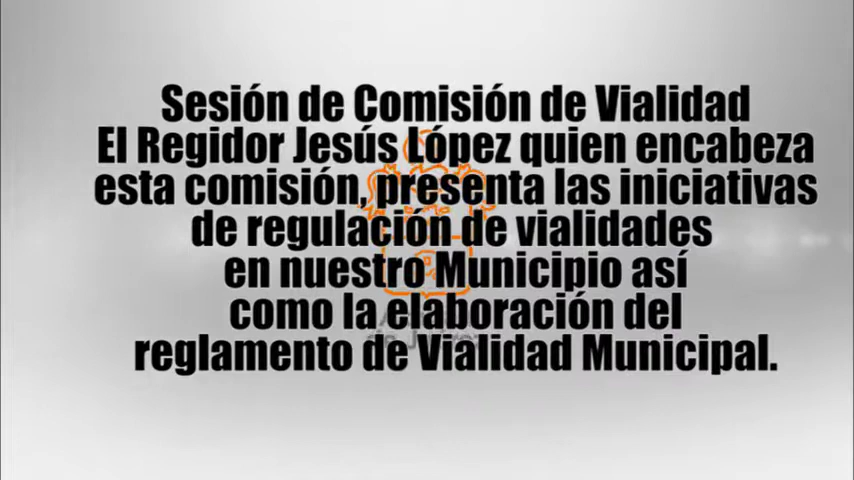 Sesión de Comisión de Vialidad
El Regidor Jesús López quien encabeza
esta comisión, presenta las iniciativas
de regulación de vialidades
en nuestro Municipio así
como la elaboración del
reglamento de Vialidad Municipal.